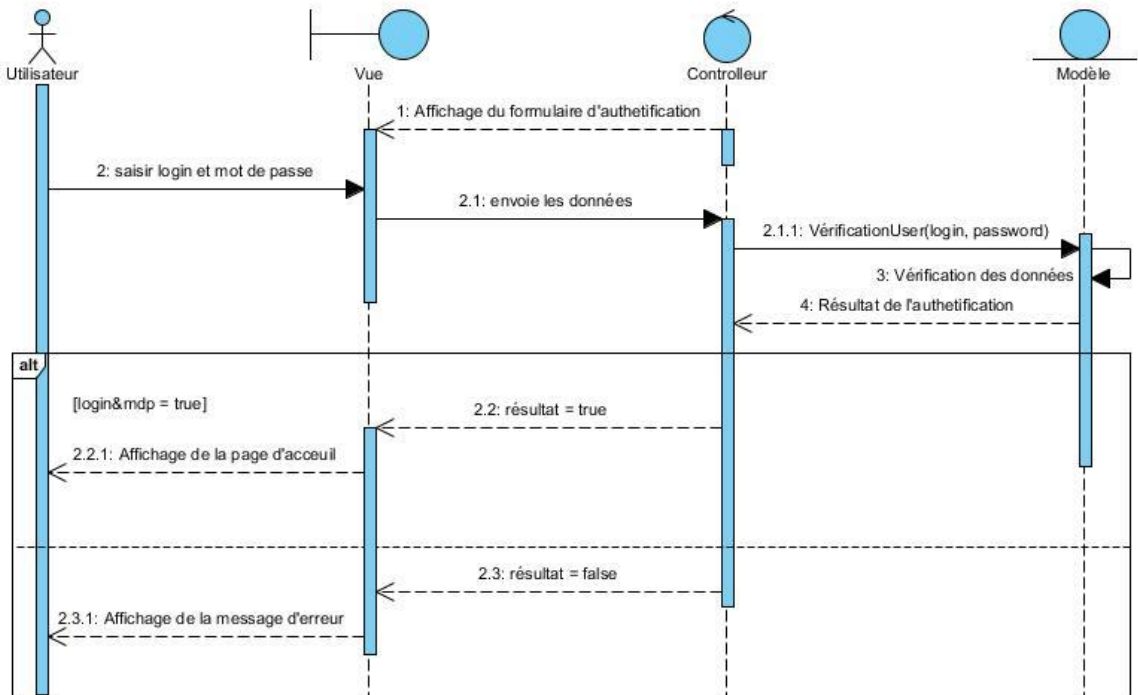 Utilisateur
Vue
Controlleur
Modèle
1: Affichage du formulaire d'authetification
2: saisir login et mot de passe
2.1: envoie les données
2.1.1: VérificationUser(login, password)
3: Vérification des données
4: Résultat de l'authetification
alt
[login&mdp = true]
2.2: résultat = true
2.2.1: Affichage de la page d'acceuil
2.3: résultat = false
2.3.1: Affichage de la message d'erreur